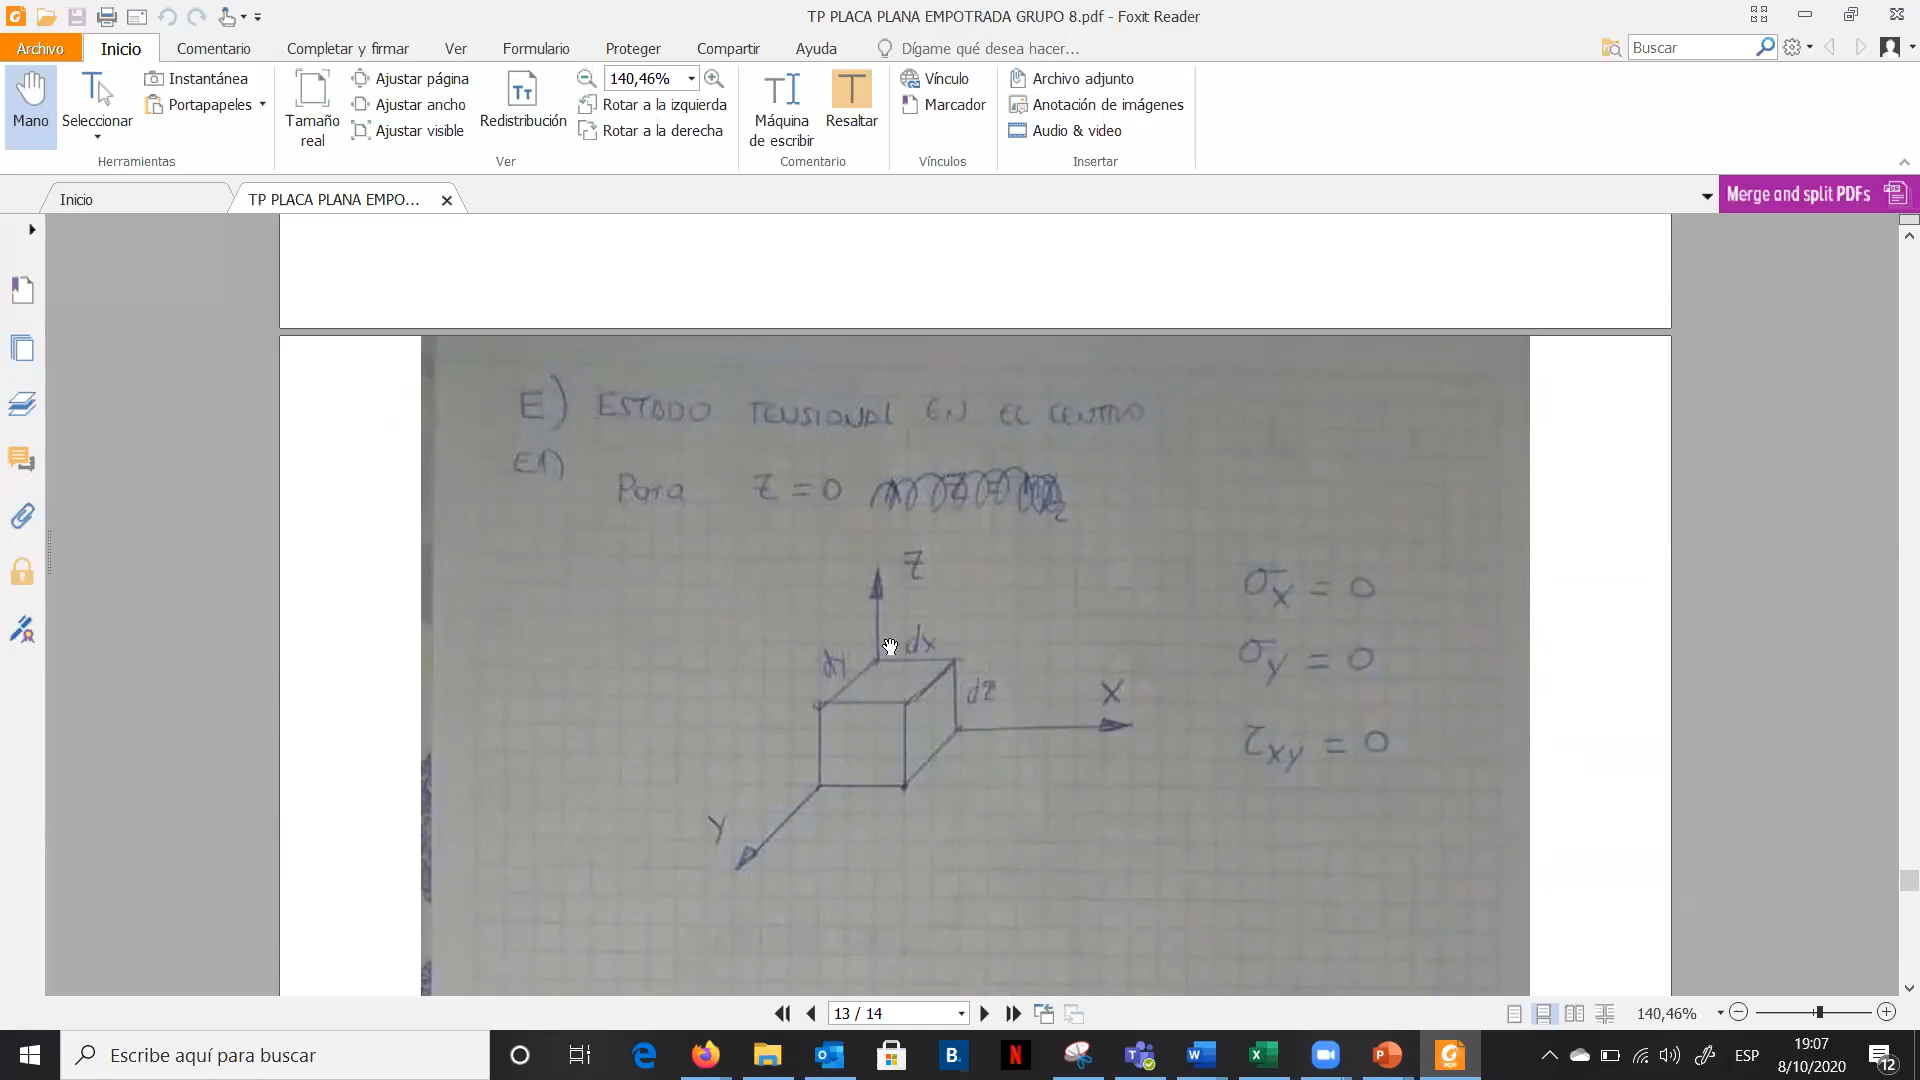 TP PLACA PLANA EMPOTRADA GRUPO 8.pdf - Foxit Reader
Archivo Inicio Comentario Completar y firmar Ver Formulario Proteger Compartir Ayuda Dígame qué desea hacer... Buscar
Mano
Seleccionar
Instantánea
Portapapeles
Herramientas
Tamaño real
Ajustar página
Ajustar ancho
Ajustar visible
Redistribución
140,46%
Rotar a la izquierda
Rotar a la derecha
Ver
Máquina de escribir
Resaltar
Comentario
Vínculo
Marcador
Vínculos
Archivo adjunto
Anotación de imágenes
Audio & video
Insertar
Inicio
TP PLACA PLANA EMPO...
Merge and split PDFs
E) ESTADO TENSIONAL EN EL CENTRO
E1)
Para Z = 0
Z
dx
dy
dz
X
Y
σx = 0
σy = 0
τxy = 0
13 / 14
140,46%
Escribe aquí para buscar
ESP
19:07
8/10/2020
12